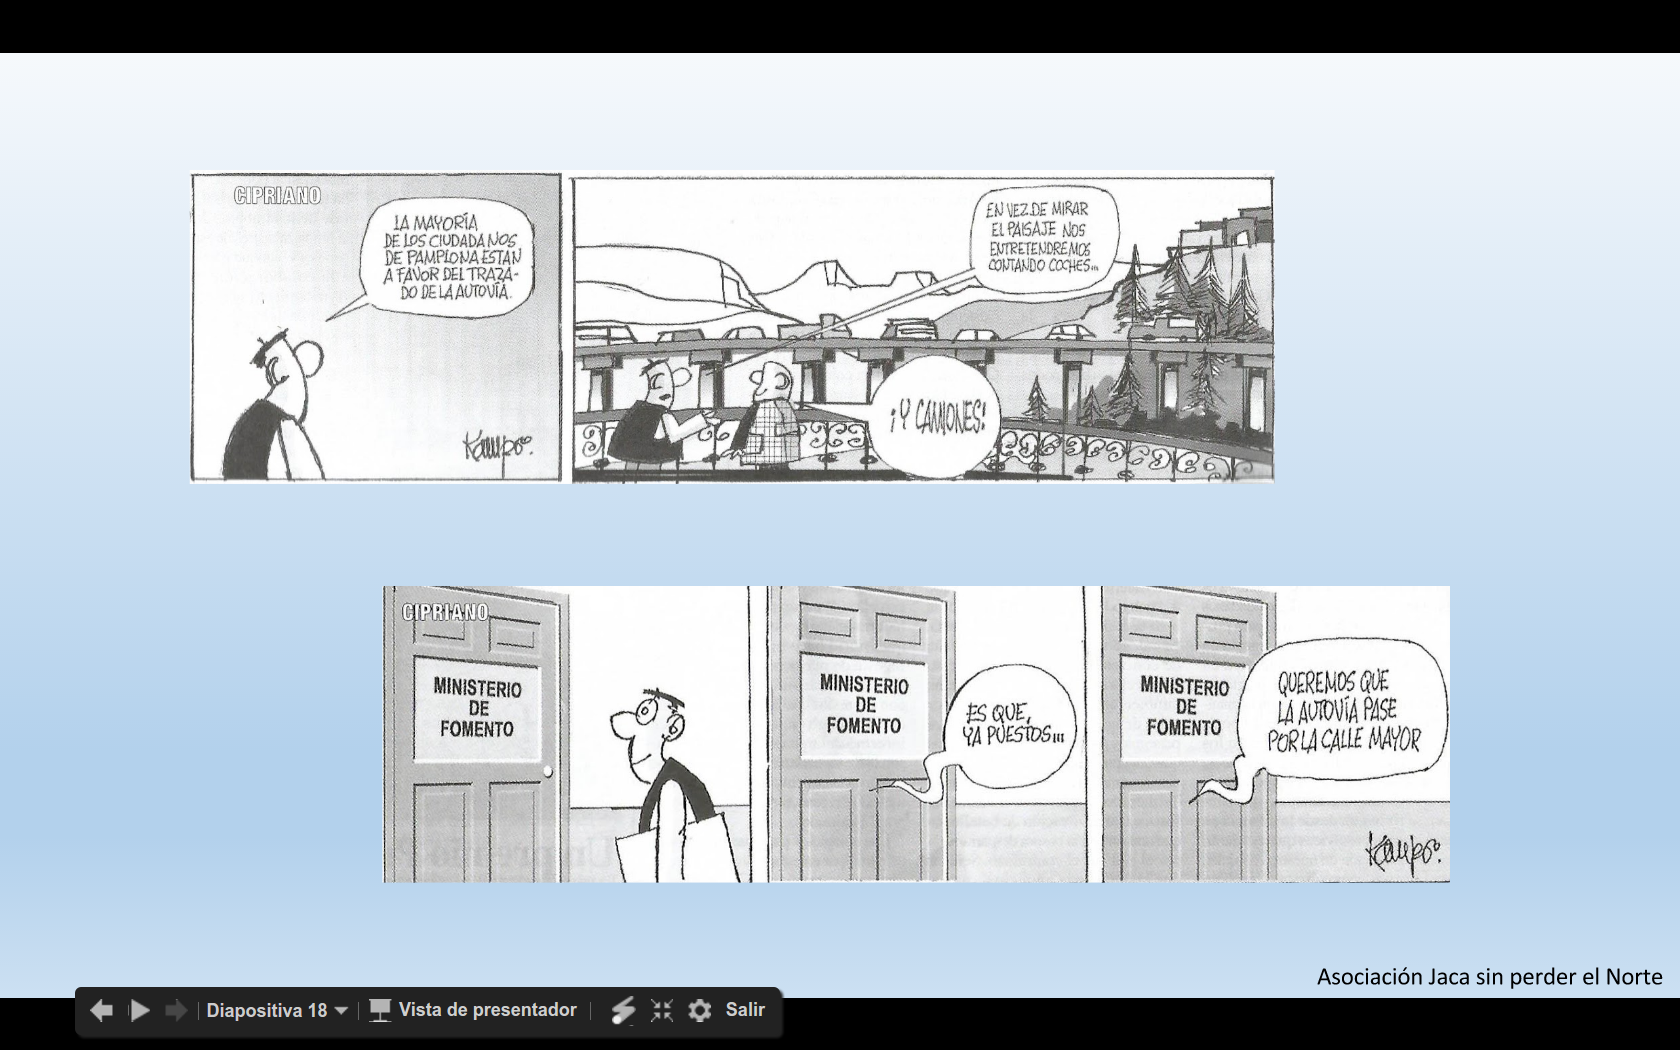 CIPRIANO
LA MAYORÍA
DE LOS CIUDADANOS
DE PAMPLONA ESTAN
A FAVOR DEL TRAZA-
DO DE LA AUTOVÍA.
Kampo.
EN VEZ DE MIRAR
EL PAISAJE NOS
ENTRETENDREMOS
CONTANDO COCHES...
¡Y CAMIONES!
CIPRIANO
MINISTERIO
DE
FOMENTO
MINISTERIO
DE
FOMENTO
ES QUE,
YA PUESTOS...
MINISTERIO
DE
FOMENTO
QUEREMOS QUE
LA AUTOVÍA PASE
POR LA CALLE MAYOR
Kampo.
Asociación Jaca sin perder el Norte
Diapositiva 18
Vista de presentador
Salir